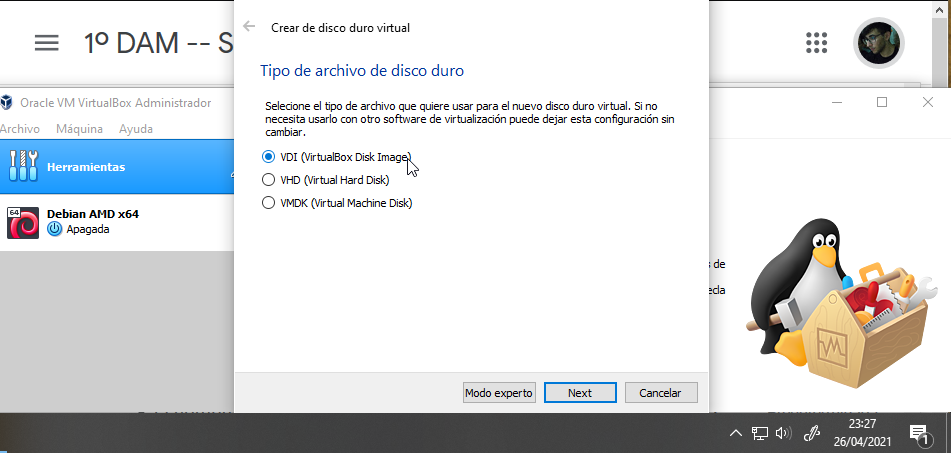 Crear de disco duro virtual
1º DAM -- S
Tipo de archivo de disco duro
Oracle VM VirtualBox Administrador
Archivo Máquina Ayuda
Seleccione el tipo de archivo que quiere usar para el nuevo disco duro virtual. Si no
necesita usarlo con otro software de virtualización puede dejar esta configuración sin
cambiar.
Herramientas
VDI (VirtualBox Disk Image)
VHD (Virtual Hard Disk)
VMDK (Virtual Machine Disk)
64
Debian AMD x64
Apagada
s de
ecla
Modo experto Next Cancelar
23:27
26/04/2021
1